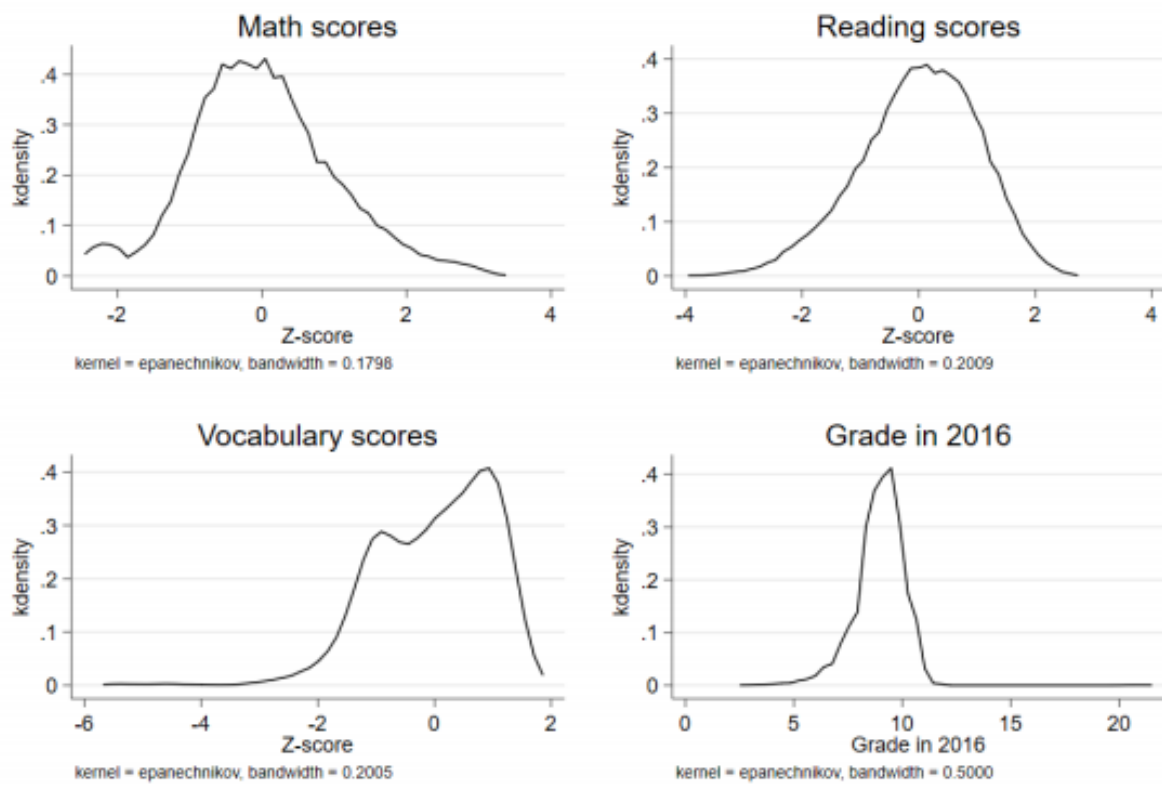 Math scores
kdensity
.4
.3
.2
.1
0
-2
0
2
4
Z-score
kernel = epanechnikov, bandwidth = 0.1798
Reading scores
kdensity
.4
.3
.2
.1
0
-4
-2
0
2
4
Z-score
kernel = epanechnikov, bandwidth = 0.2009
Vocabulary scores
kdensity
.4
.3
.2
.1
0
-6
-4
-2
0
2
Z-score
kernel = epanechnikov, bandwidth = 0.2005
Grade in 2016
kdensity
.4
.3
.2
.1
0
0
5
10
15
20
Grade in 2016
kernel = epanechnikov, bandwidth = 0.5000